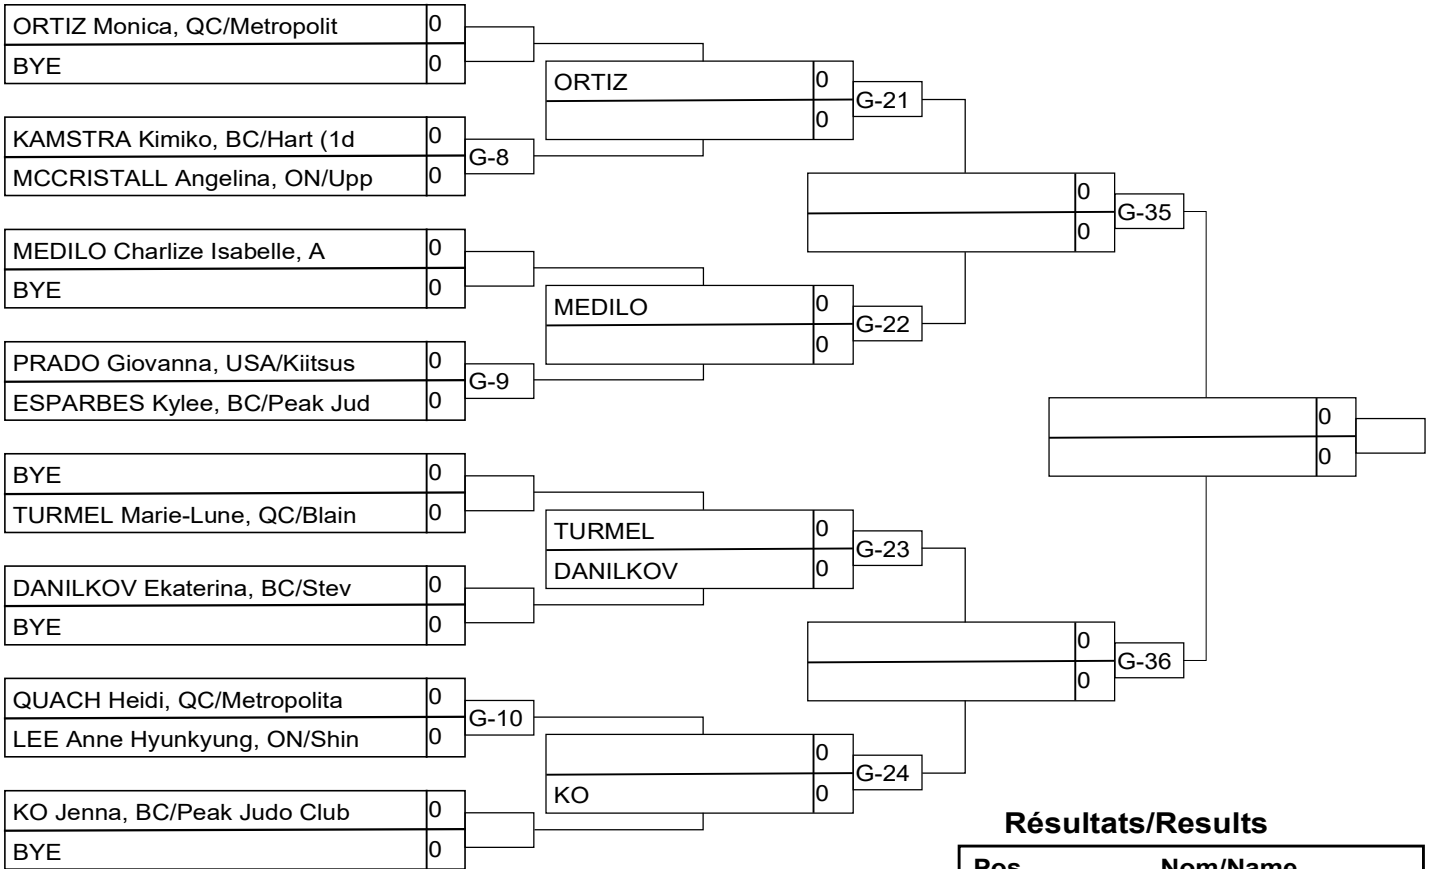 ORTIZ Monica, QC/Metropolit 0
BYE 0
KAMSTRA Kimiko, BC/Hart (1d 0
MCCRISTALL Angelina, ON/Upp 0
G-8
MEDILO Charlize Isabelle, A 0
BYE 0
PRADO Giovanna, USA/Kiitsus 0
ESPARBES Kylee, BC/Peak Jud 0
G-9
BYE 0
TURMEL Marie-Lune, QC/Blain 0
DANILKOV Ekaterina, BC/Stev 0
BYE 0
QUACH Heidi, QC/Metropolita 0
LEE Anne Hyunkyung, ON/Shin 0
G-10
KO Jenna, BC/Peak Judo Club 0
BYE 0
ORTIZ 0
0
G-21
MEDILO 0
0
G-22
TURMEL 0
DANILKOV 0
G-23
0
KO 0
G-24
0
0
G-35
0
0
G-36
0
0
Résultats/Results
Pos Nom/Name